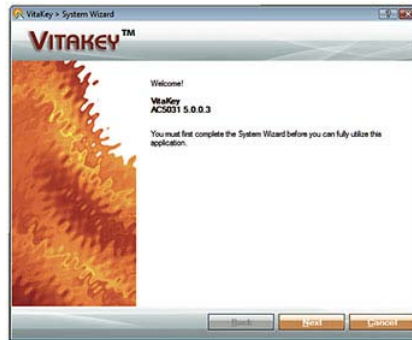 VitaKey > System Wizard
VITAKEY™
Welcome!
VitaKey
AC5031 5.0.0.3
You must first complete the System Wizard before you can fully utilize this
application.
Back Next Cancel